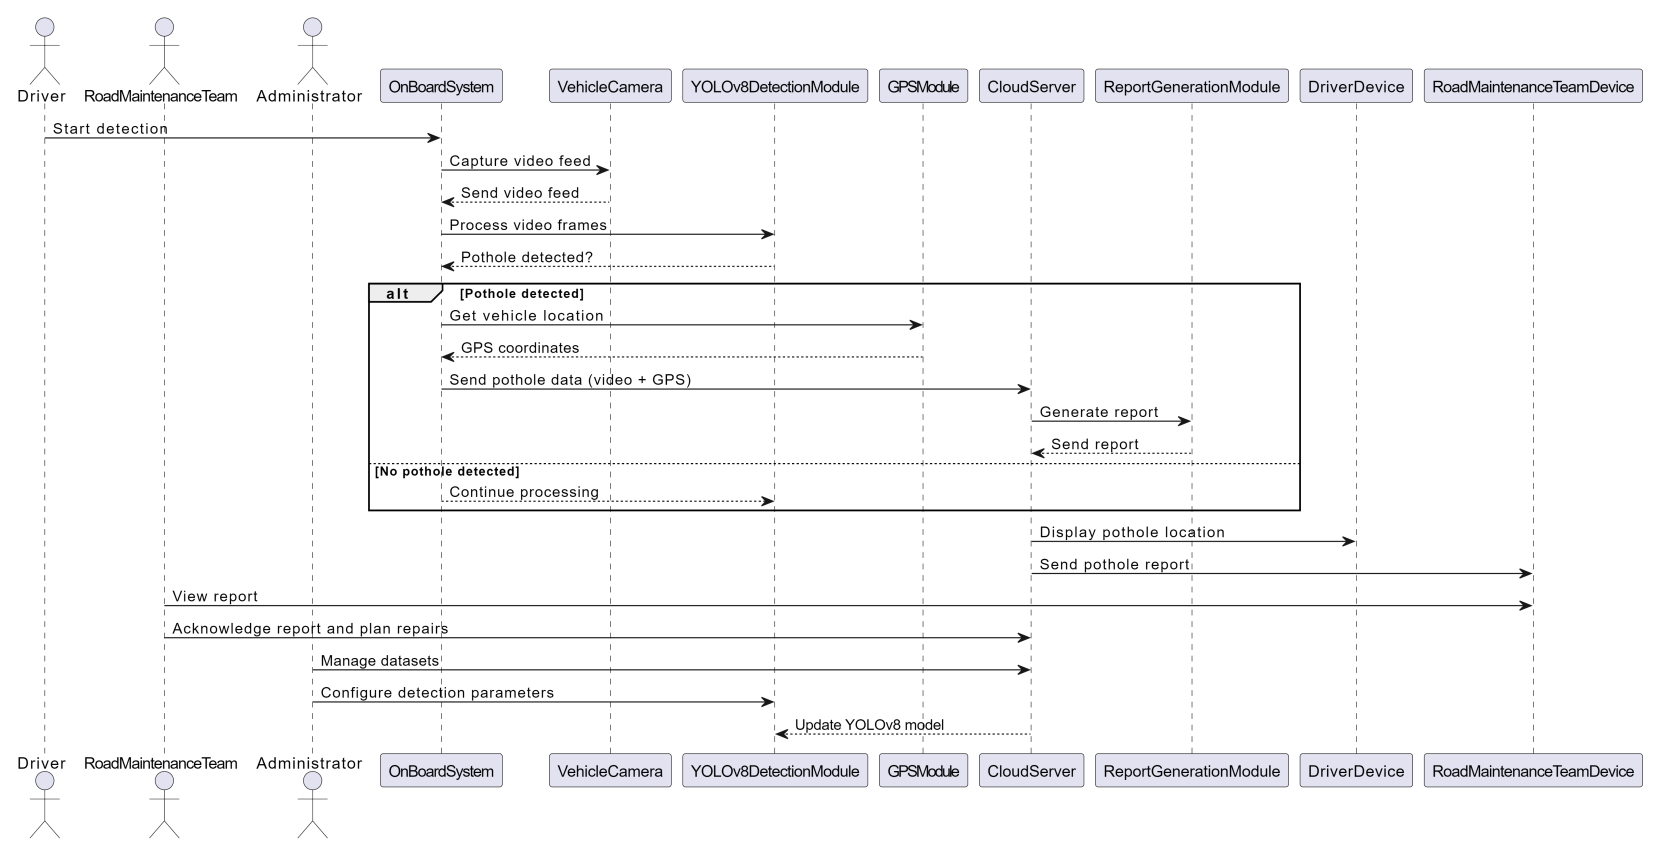 Driver
RoadMaintenanceTeam
Administrator
OnBoardSystem
VehicleCamera
YOLOv8DetectionModule
GPSModule
CloudServer
ReportGenerationModule
DriverDevice
RoadMaintenanceTeamDevice
Start detection
Capture video feed
Send video feed
Process video frames
Pothole detected?
alt
[Pothole detected]
Get vehicle location
GPS coordinates
Send pothole data (video + GPS)
Generate report
Send report
[No pothole detected]
Continue processing
Display pothole location
Send pothole report
View report
Acknowledge report and plan repairs
Manage datasets
Configure detection parameters
Update YOLOv8 model
Driver
RoadMaintenanceTeam
Administrator
OnBoardSystem
VehicleCamera
YOLOv8DetectionModule
GPSModule
CloudServer
ReportGenerationModule
DriverDevice
RoadMaintenanceTeamDevice